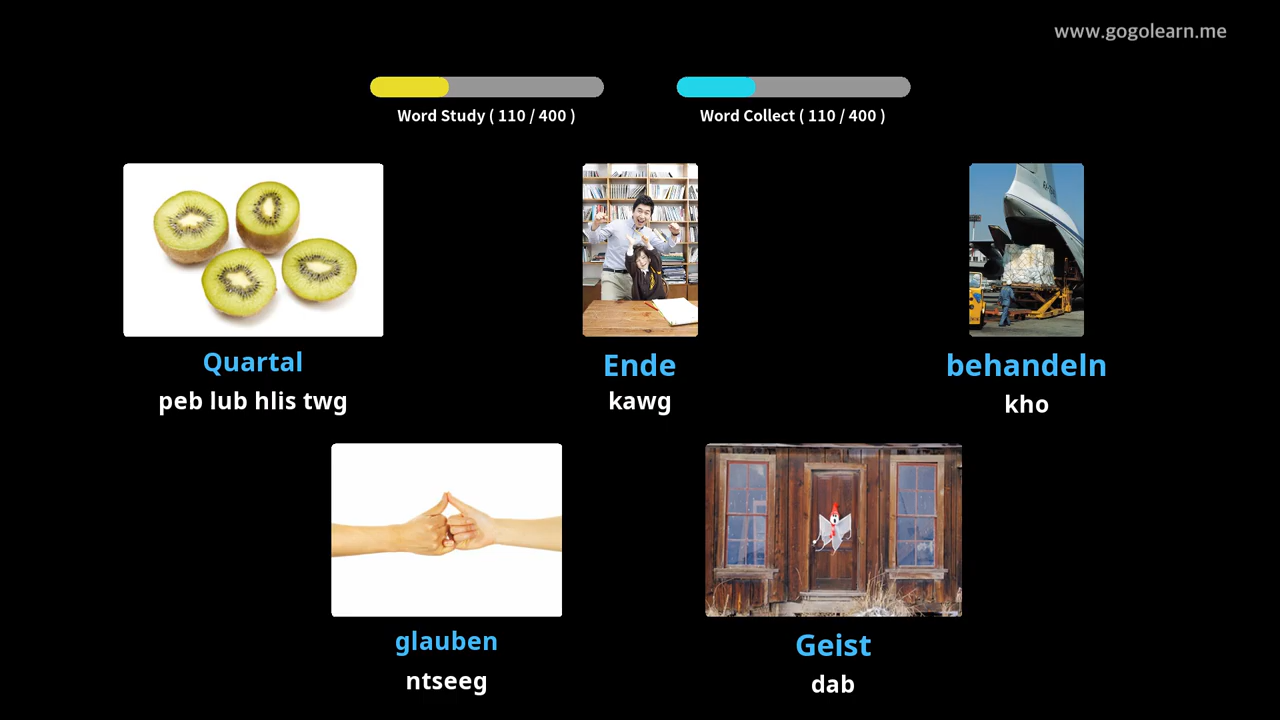 www.gogolearn.me
Word Study ( 110 / 400 )
Word Collect ( 110 / 400 )
Quartal
peb lub hlis twg
Ende
kawg
behandeln
kho
glauben
ntseeg
Geist
dab